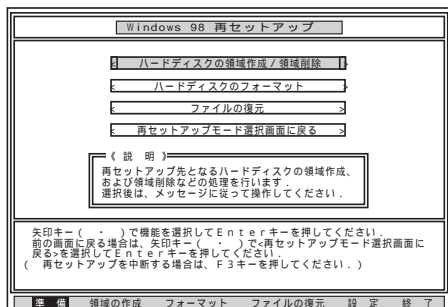 Windows 98 再セットアップ
< ハードディスクの領域作成/領域削除 >
< ハードディスクのフォーマット >
< ファイルの復元 >
< 再セットアップモード選択画面に戻る >
《 説 明 》
再セットアップ先となるハードディスクの領域作成、
および領域削除などの処理を行います.
選択後は、メッセージに従って操作してください.
矢印キー( ・ )で機能を選択してEnterキーを押してください.
前の画面に戻る場合は、矢印キー( ・ )で<再セットアップモード選択画面に
戻る>を選択してEnterキーを押してください.
( 再セットアップを中断する場合は、F3キーを押してください.)
準 備 領域の作成 フォーマット ファイルの復元 設 定 終 了